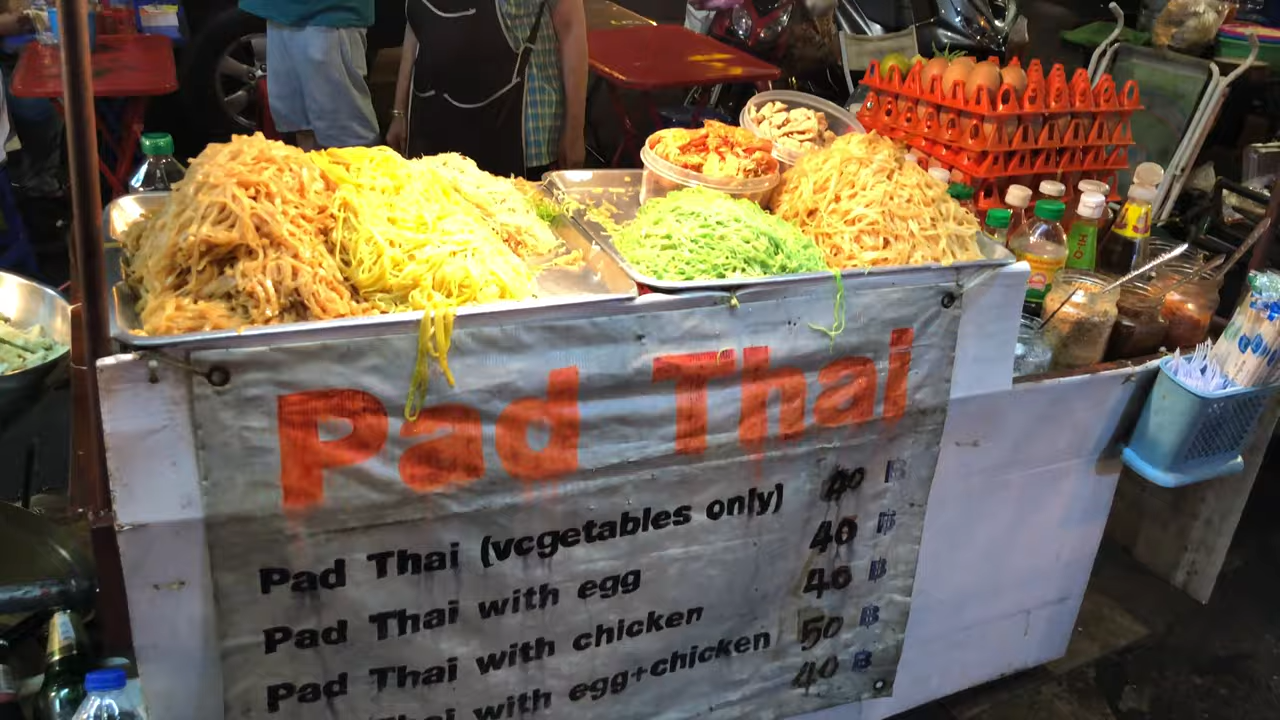 Pad Thai
Pad Thai (vcgetables only) 40 ฿
Pad Thai with egg 40 ฿
Pad Thai with chicken 40 ฿
Thai with egg+chicken 50 ฿
40 ฿